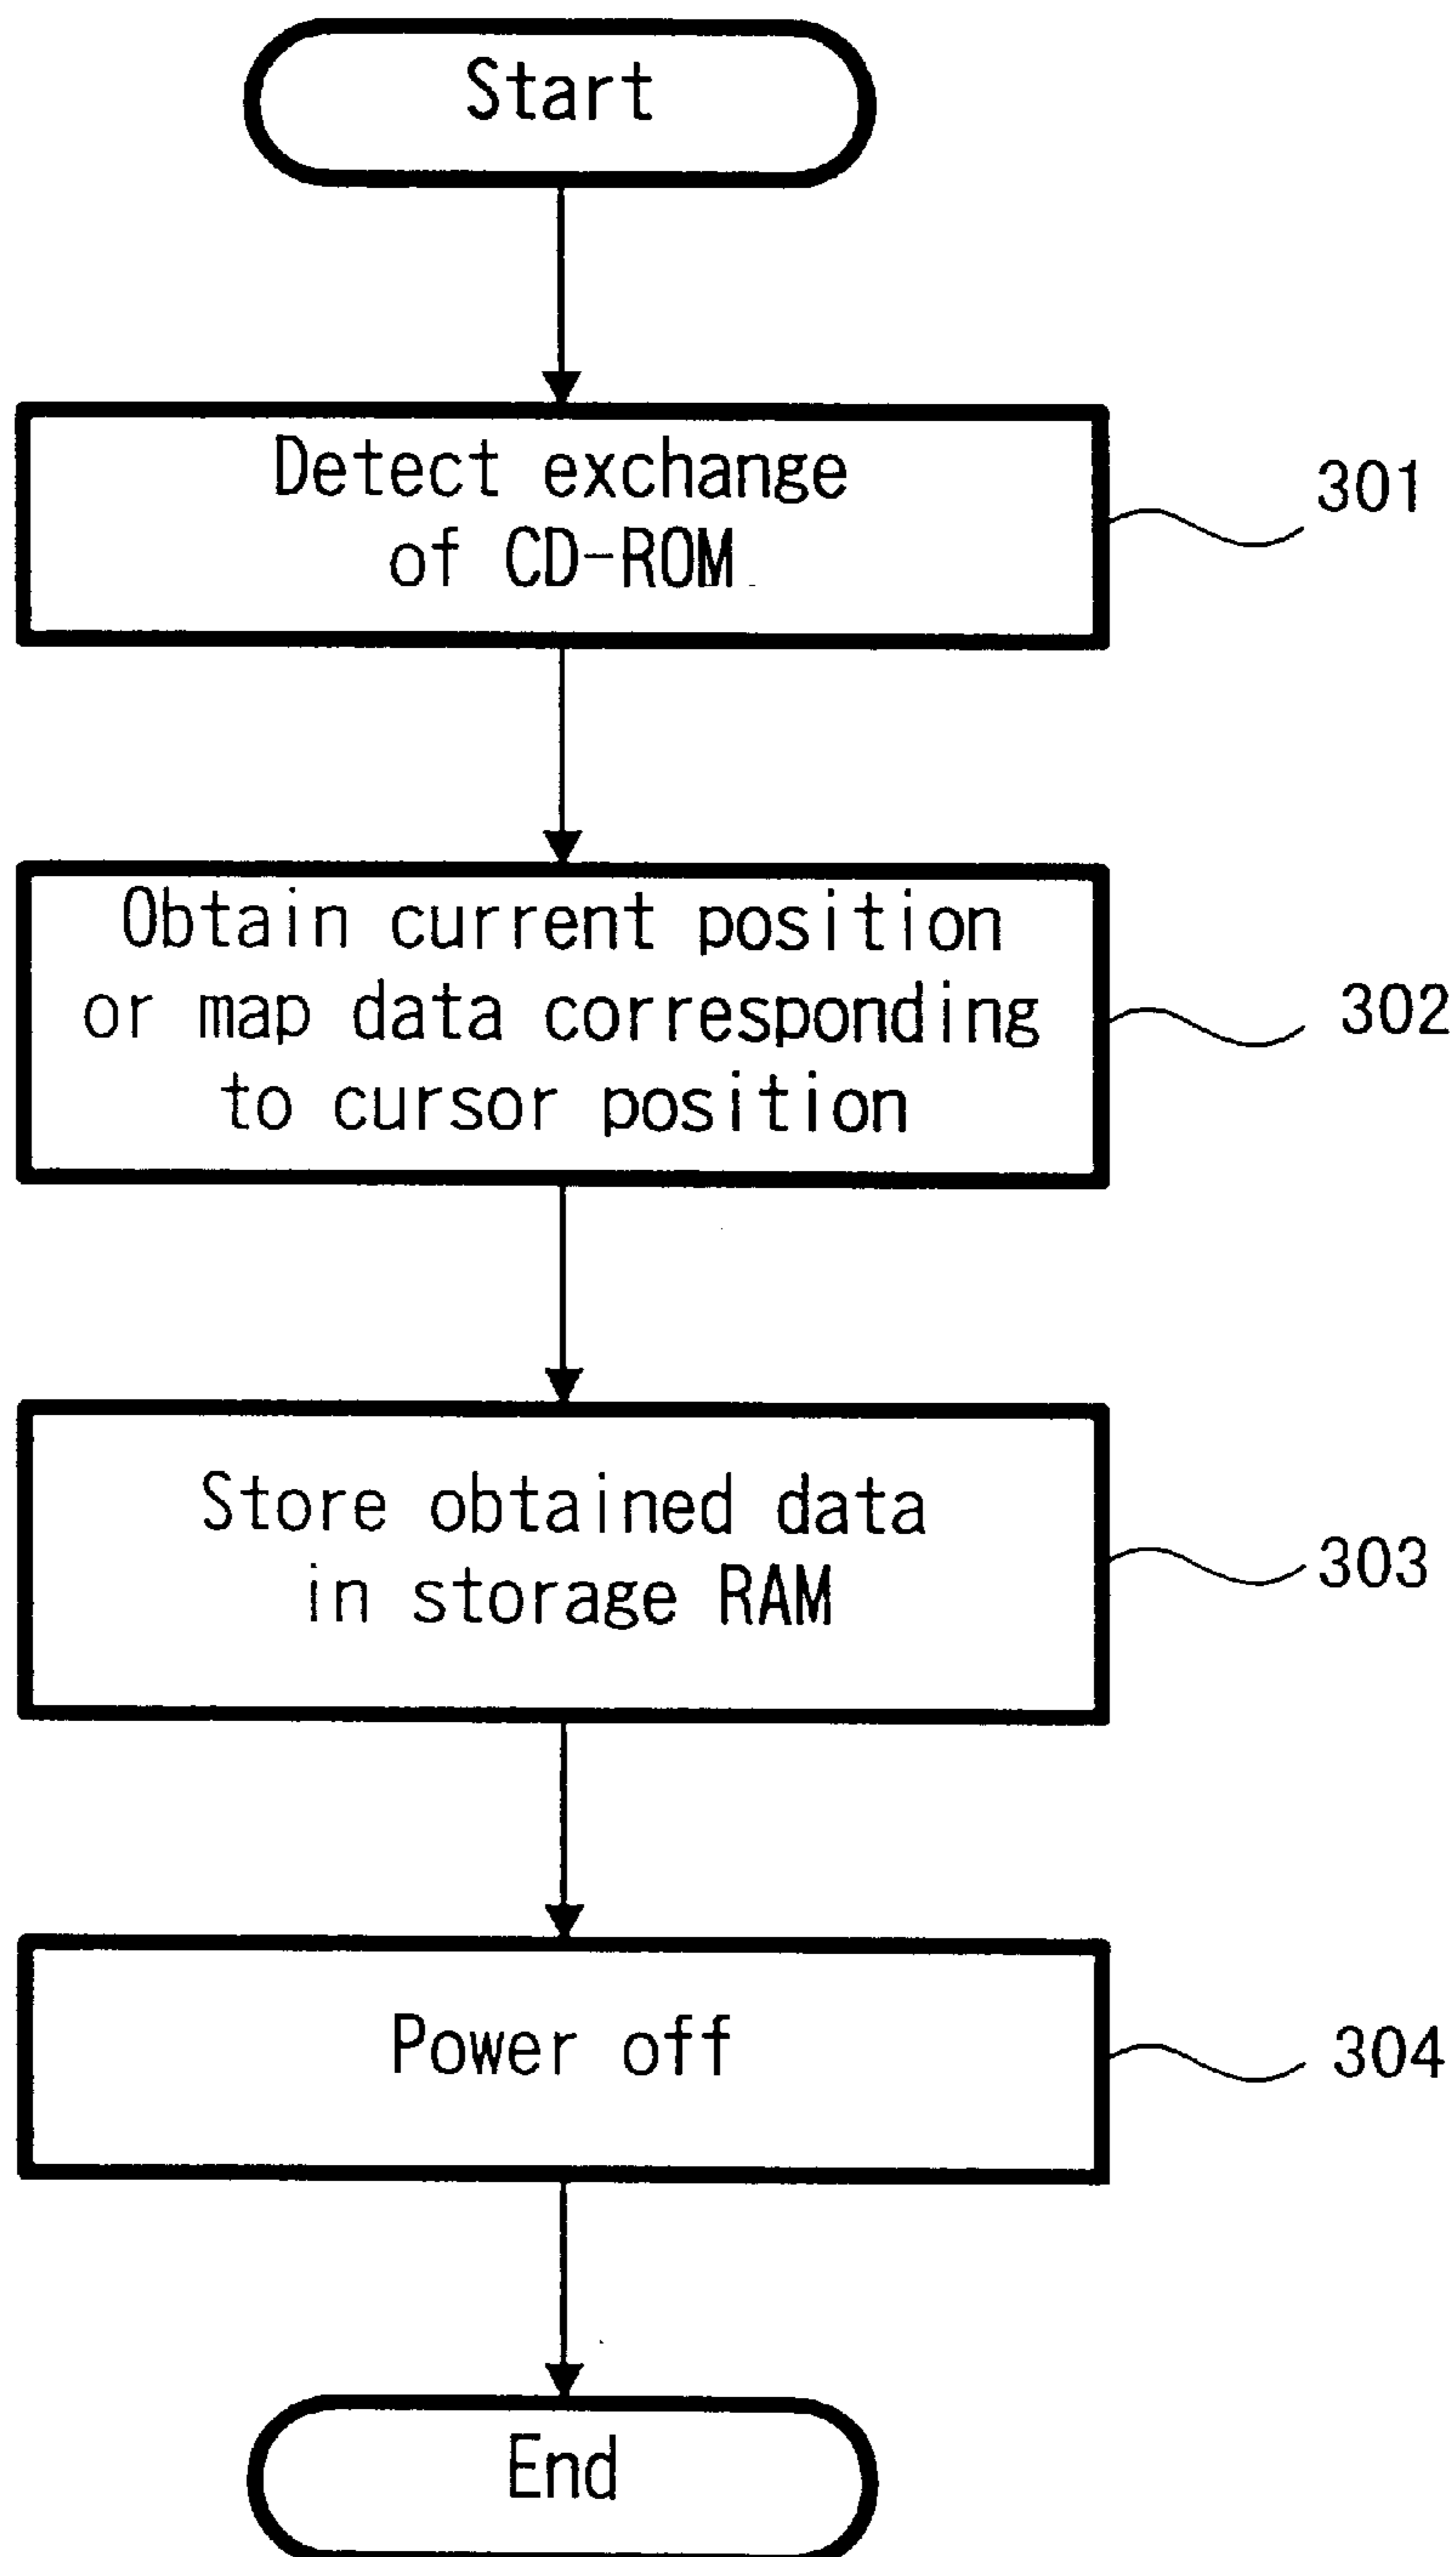 Start
Detect exchange
of CD-ROM
301
Obtain current position
or map data corresponding
to cursor position
302
Store obtained data
in storage RAM
303
Power off
304
End